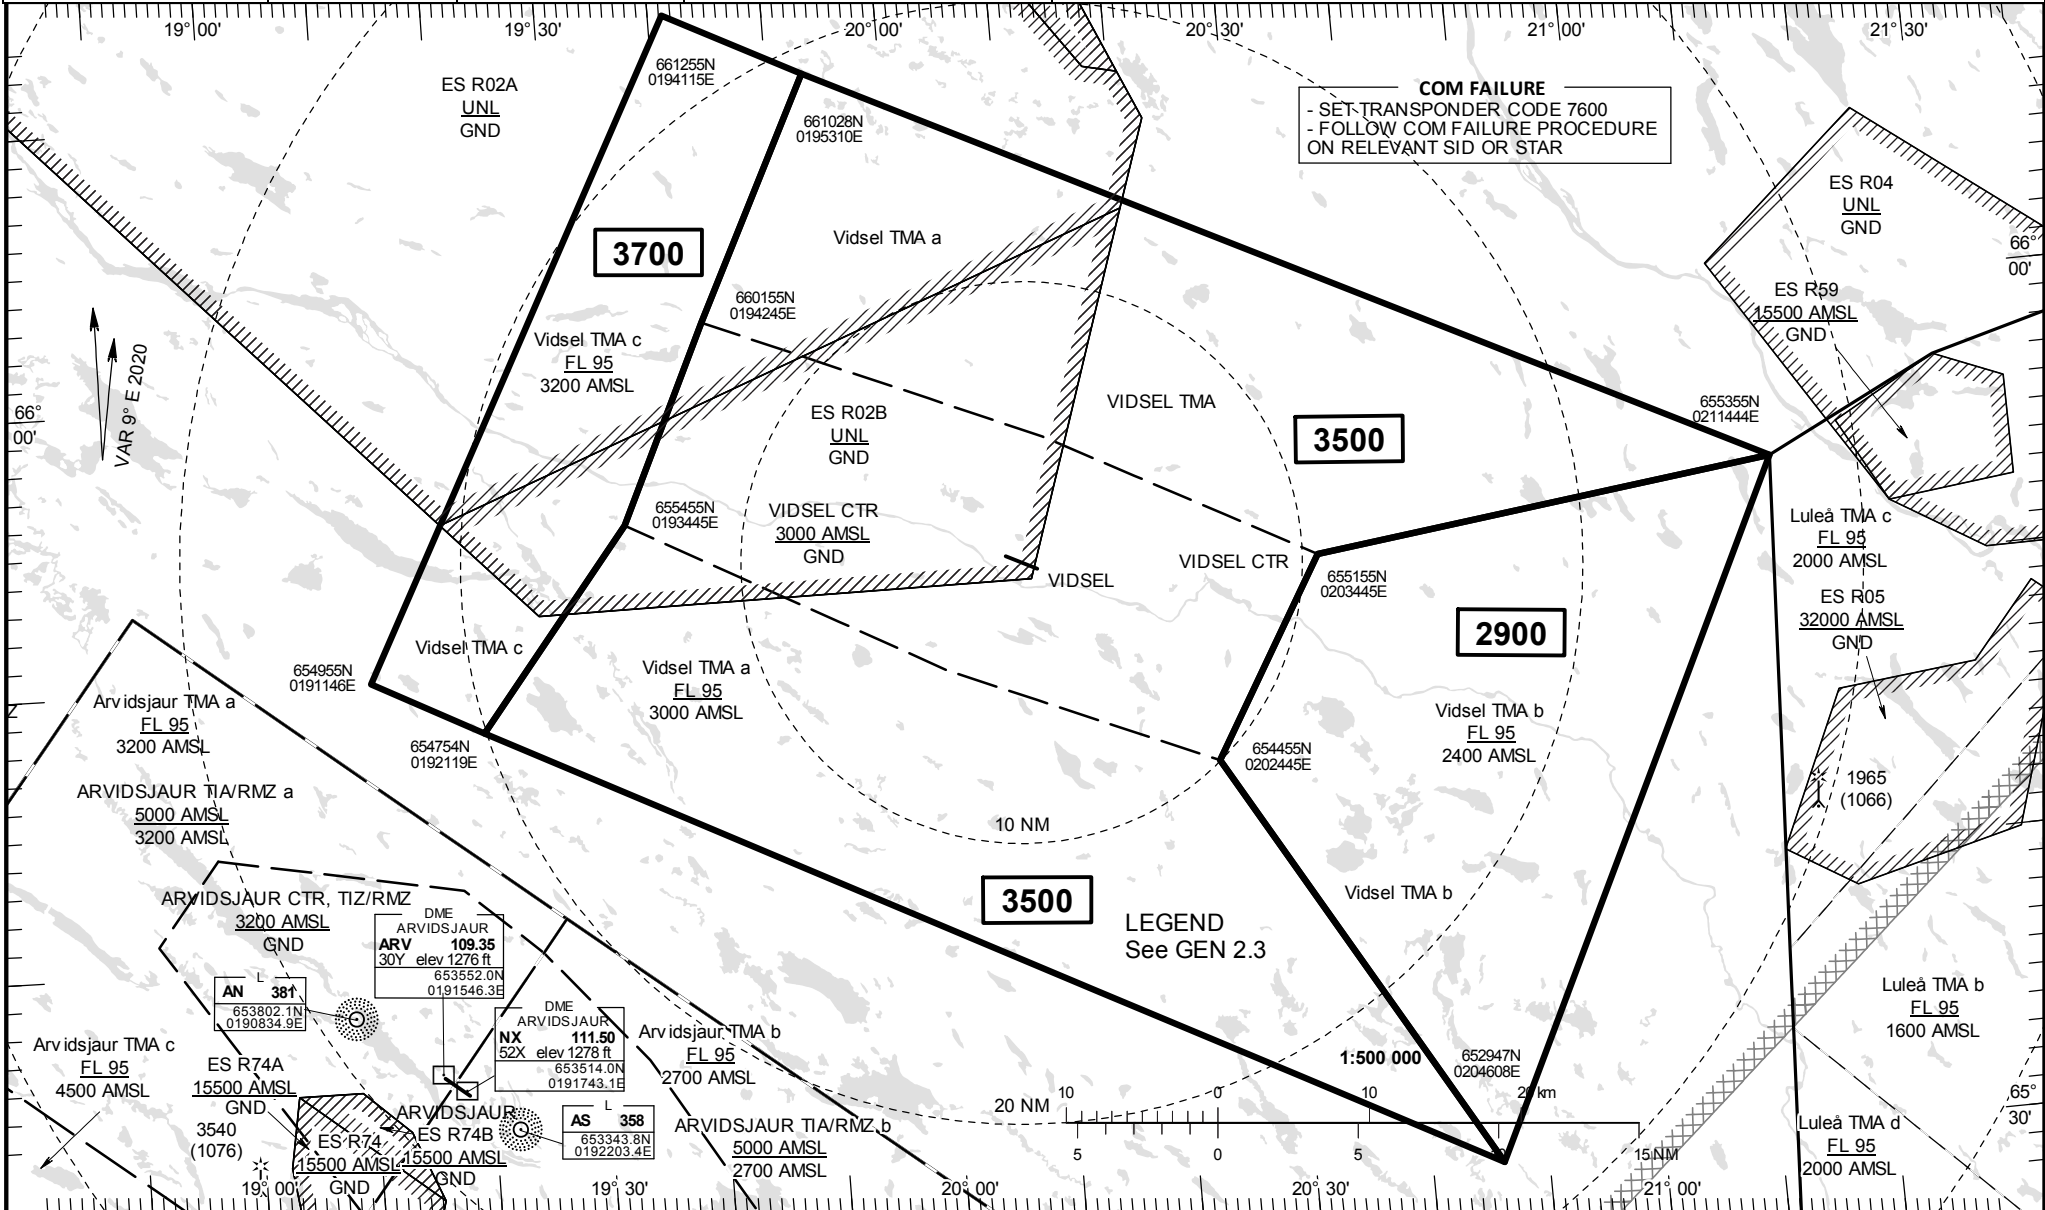 19° 00'
19° 30'
20° 00'
20° 30'
21° 00'
21° 30'
661255N
0194115E
ES R02A
UNL
GND
661028N
0195310E
COM FAILURE
- SET TRANSPONDER CODE 7600
- FOLLOW COM FAILURE PROCEDURE
ON RELEVANT SID OR STAR
ES R04
UNL
GND
66°
00'
3700
Vidsel TMA a
ES R59
15500 AMSL
GND
660155N
0194245E
Vidsel TMA c
FL 95
3200 AMSL
VAR 9° E 2020
66°
00'
VIDSEL TMA
655355N
0211444E
ES R02B
UNL
GND
3500
655455N
0193445E
VIDSEL CTR
3000 AMSL
GND
VIDSEL CTR
VIDSEL
655155N
0203445E
Luleå TMA c
FL 95
2000 AMSL
ES R05
32000 AMSL
GND
2900
Vidsel TMA c
654955N
0191146E
Vidsel TMA a
FL 95
3000 AMSL
Arvidsjaur TMA a
FL 95
3200 AMSL
654754N
0192119E
654455N
0202445E
Vidsel TMA b
FL 95
2400 AMSL
1965
(1066)
ARVIDSJAUR TIA/RMZ a
5000 AMSL
3200 AMSL
10 NM
3500
Vidsel TMA b
LEGEND
See GEN 2.3
ARVIDSJAUR CTR, TIZ/RMZ
3200 AMSL
GND
DME
ARVIDSJAUR
ARV 109.35
30Y elev 1276 ft
653552.0N
0191546.3E
L
AN 381
653802.1N
0190834.9E
DME
ARVIDSJAUR
NX 111.50
52X elev 1278 ft
653514.0N
0191743.1E
Arvidsjaur TMA b
FL 95
2700 AMSL
Luleå TMA b
FL 95
1600 AMSL
Arvidsjaur TMA c
FL 95
4500 AMSL
ES R74A
15500 AMSL
GND
3540
(1076)
1:500 000
652947N
0204608E
10 0 10 20 km
20 NM
5 0 5 10 15 NM
ARVIDSJAUR
ES R74
15500 AMSL
GND
ES R74B
15500 AMSL
GND
L
AS 358
653343.8N
0192203.4E
ARVIDSJAUR TIA/RMZ b
5000 AMSL
2700 AMSL
Luleå TMA d
FL 95
2000 AMSL
65°
30'
19° 00'
19° 30'
20° 00'
20° 30'
21° 00'